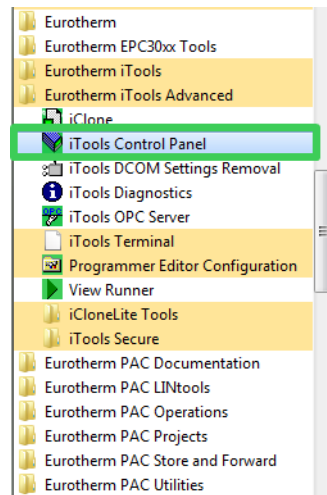 Eurotherm
Eurotherm EPC30xx Tools
Eurotherm iTools
Eurotherm iTools Advanced
iClone
iTools Control Panel
iTools DCOM Settings Removal
iTools Diagnostics
OPC iTools OPC Server
iTools Terminal
Programmer Editor Configuration
View Runner
iCloneLite Tools
iTools Secure
Eurotherm PAC Documentation
Eurotherm PAC LINtools
Eurotherm PAC Operations
Eurotherm PAC Projects
Eurotherm PAC Store and Forward
Eurotherm PAC Utilities